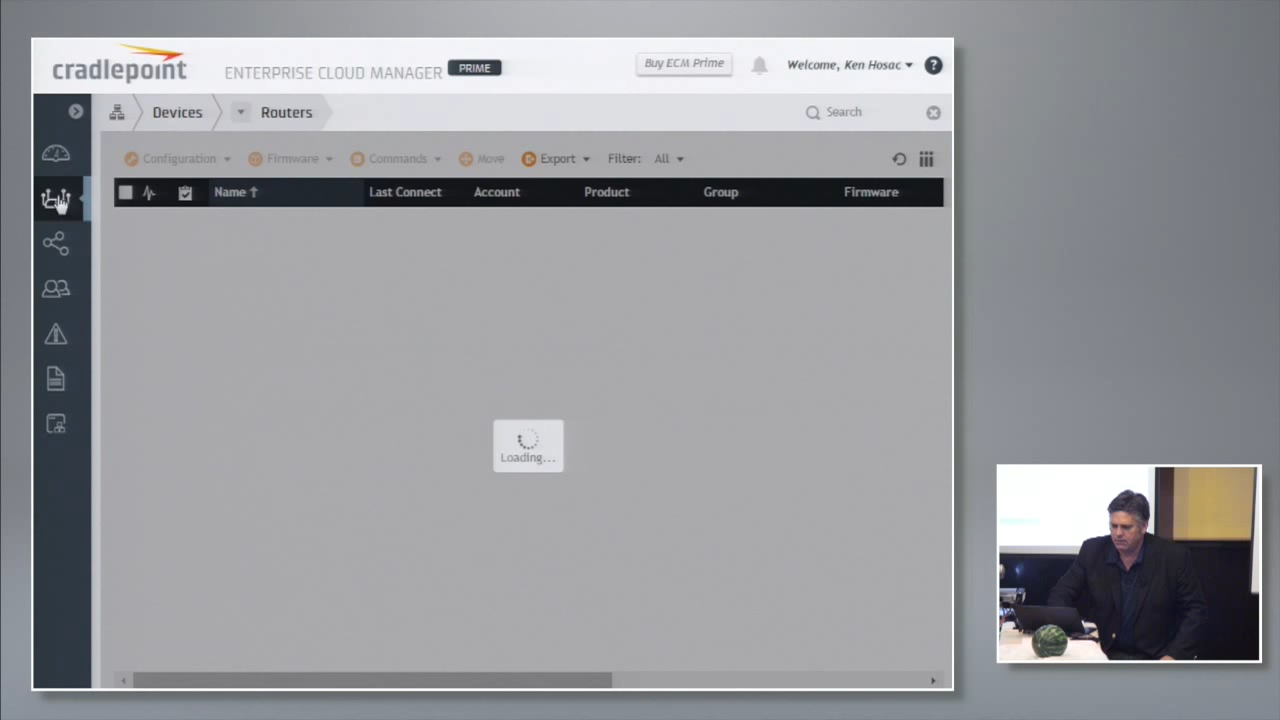 cradlepoint ENTERPRISE CLOUD MANAGER PRIME Buy ECM Prime Welcome, Ken Hosac ?
Devices Routers Search
Configuration Firmware Commands Move Export Filter: All
Name Last Connect Account Product Group Firmware
Loading...